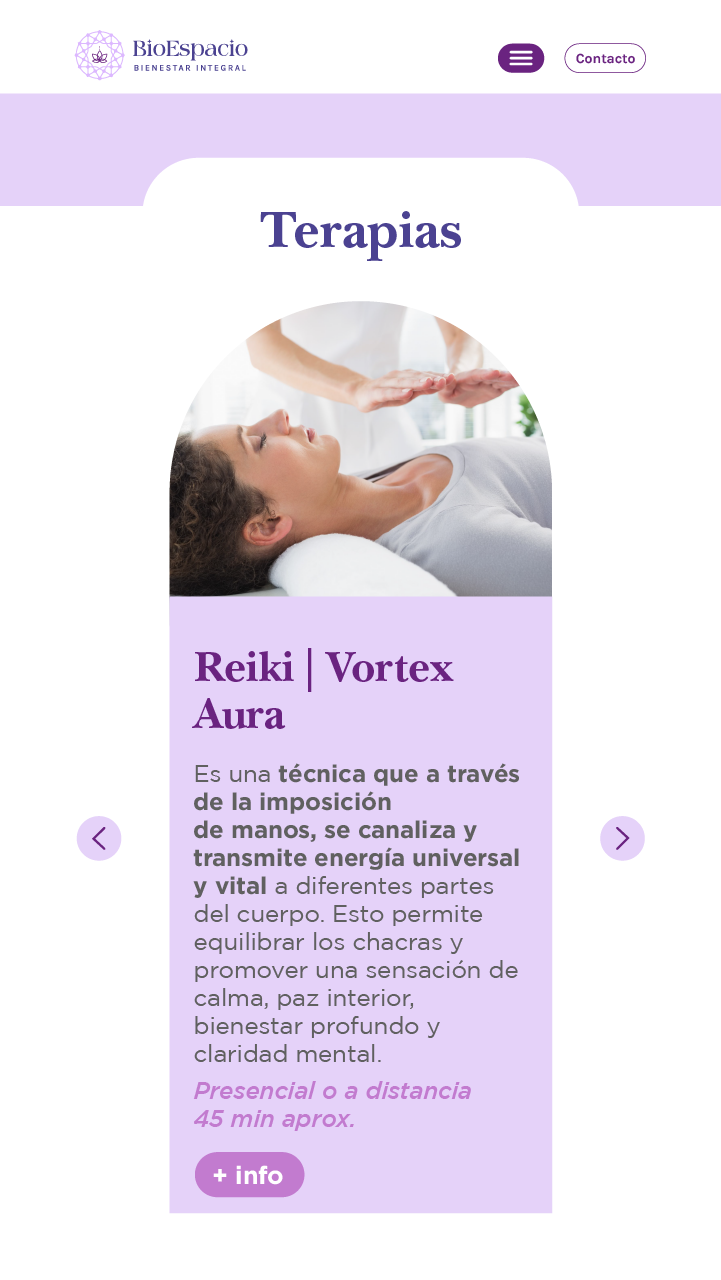 BioEspacio
BIENESTAR INTEGRAL
Contacto
Terapias
Reiki | Vortex
Aura
Es una técnica que a través
de la imposición
de manos, se canaliza y
transmite energía universal
y vital a diferentes partes
del cuerpo. Esto permite
equilibrar los chacras y
promover una sensación de
calma, paz interior,
bienestar profundo y
claridad mental.
Presencial o a distancia
45 min aprox.
+ info